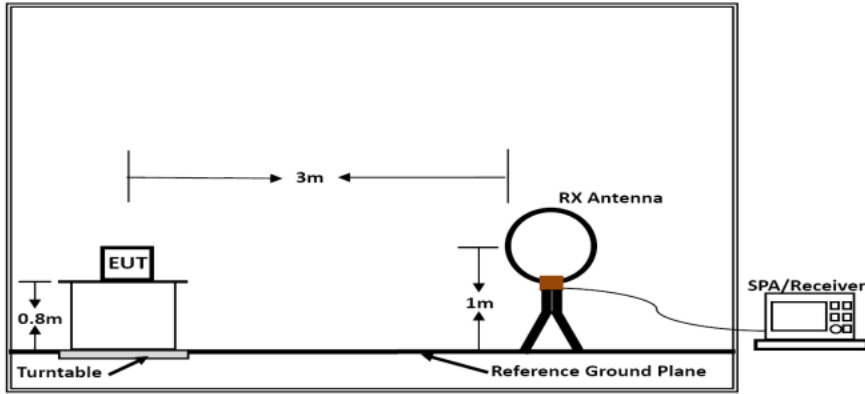 3m
RX Antenna
EUT
SPA/Receiver
0.8m
1m
Turntable
Reference Ground Plane